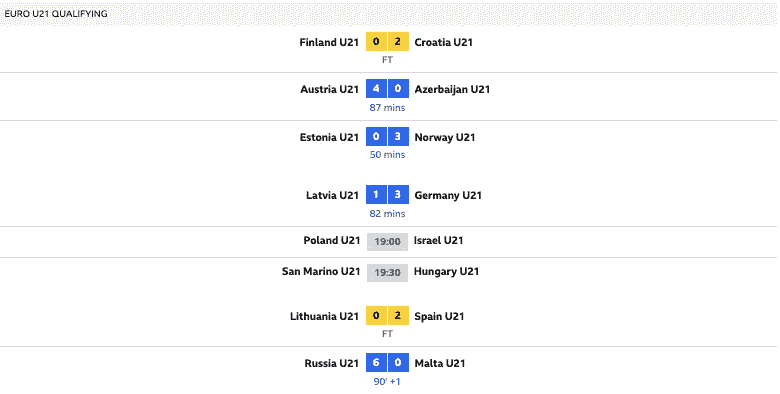 EURO U21 QUALIFYING
Finland U21 0 2 Croatia U21
FT
Austria U21 4 0 Azerbaijan U21
87 mins
Estonia U21 0 3 Norway U21
50 mins
Latvia U21 1 3 Germany U21
82 mins
Poland U21 19:00 Israel U21
San Marino U21 19:30 Hungary U21
Lithuania U21 0 2 Spain U21
FT
Russia U21 6 0 Malta U21
90' +1